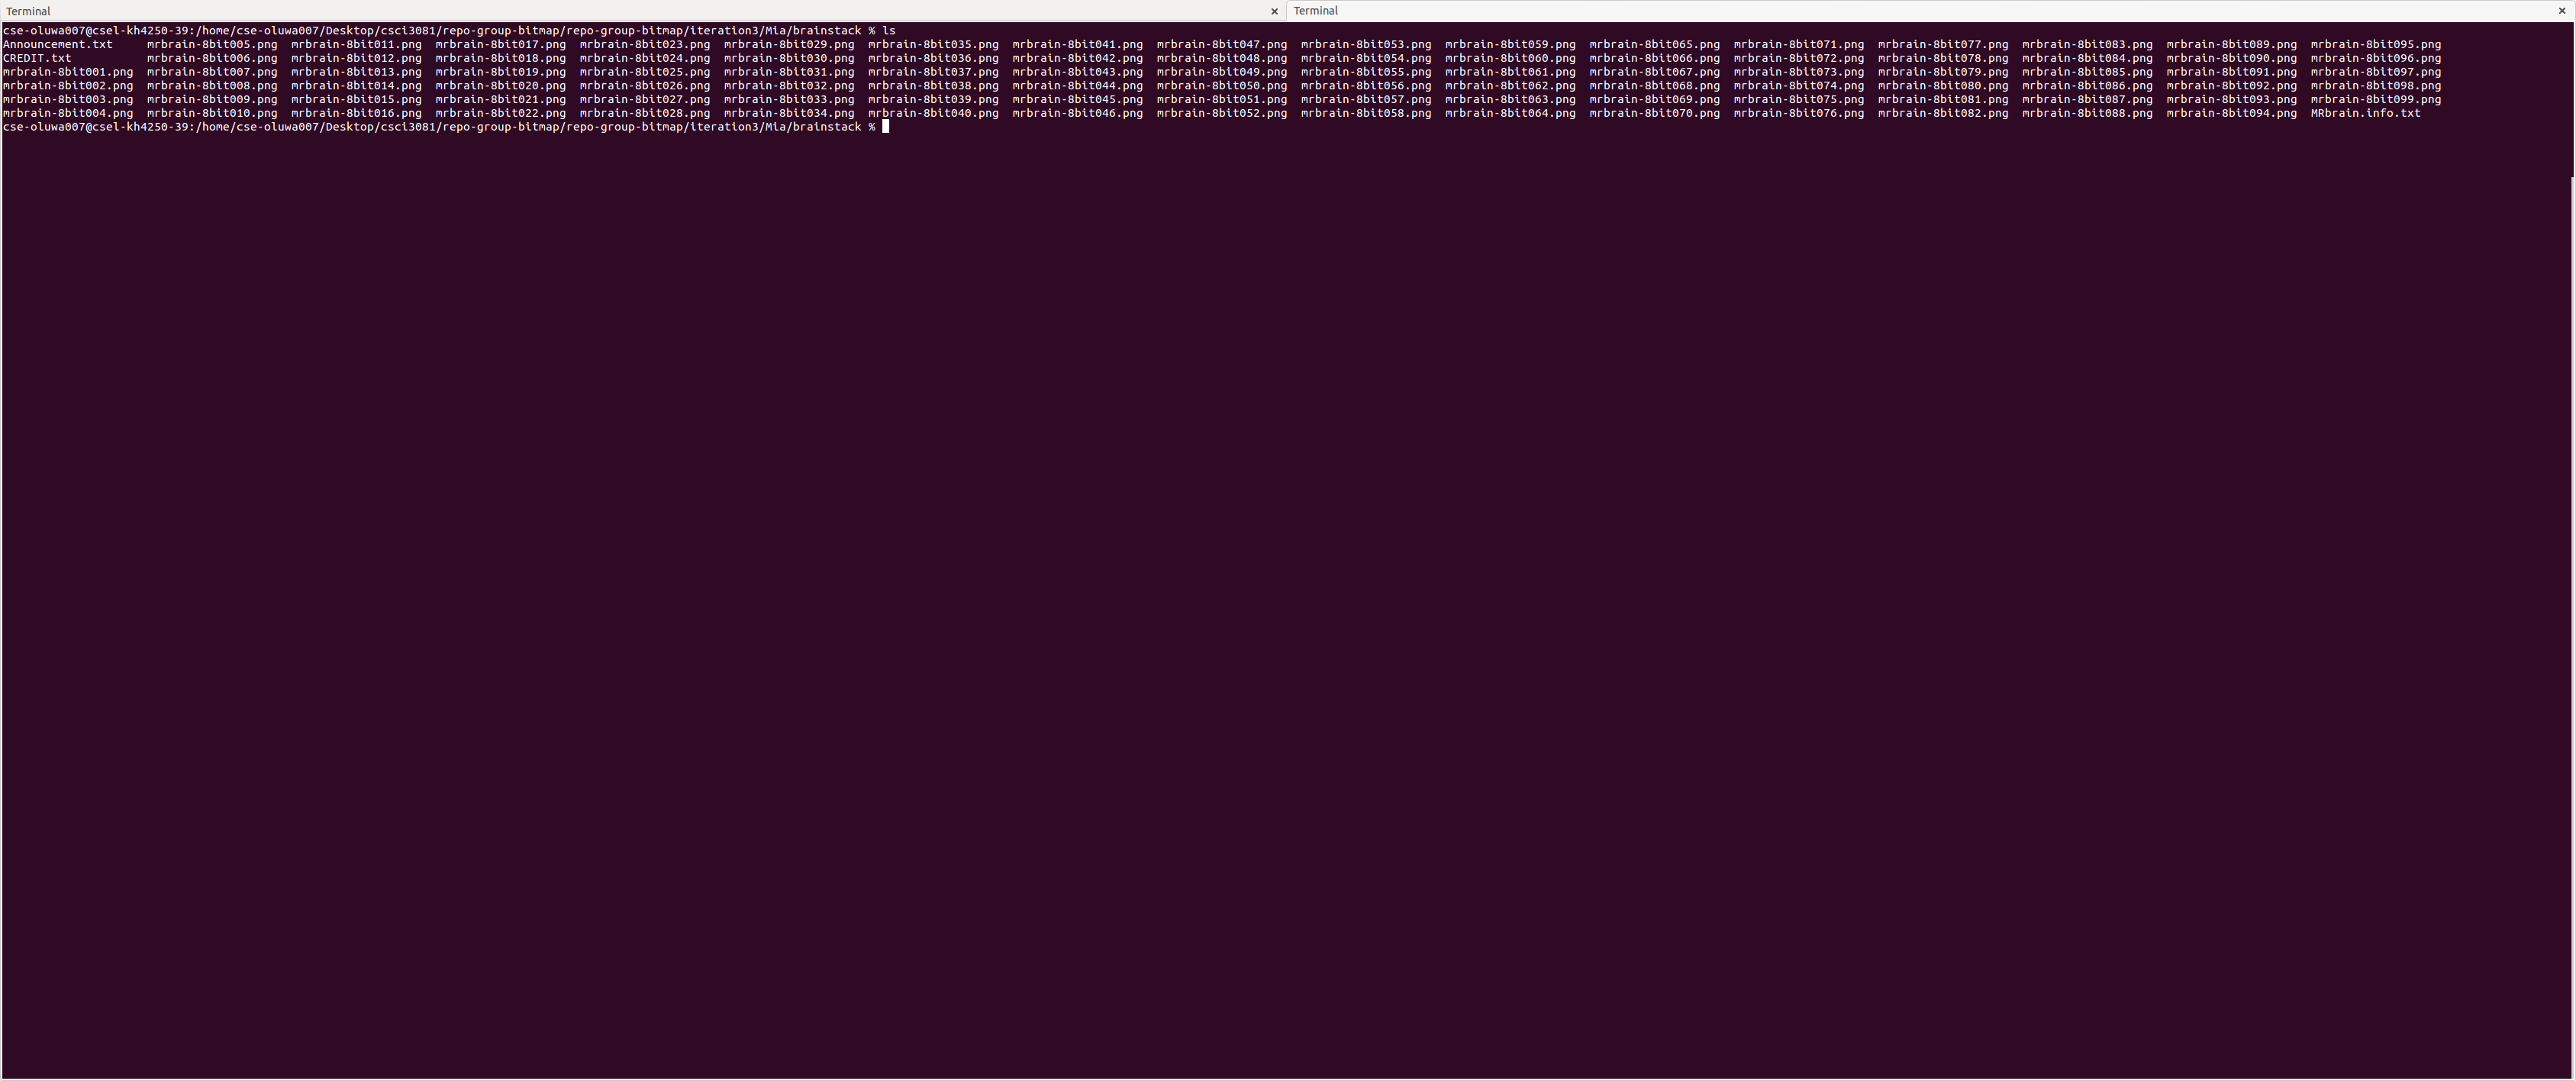 Terminal × Terminal ×
cse-oluwa007@csel-kh4250-39:/home/cse-oluwa007/Desktop/csci3081/repo-group-bitmap/repo-group-bitmap/iteration3/Mia/brainstack % ls
Announcement.txt mrbrain-8bit005.png mrbrain-8bit011.png mrbrain-8bit017.png mrbrain-8bit023.png mrbrain-8bit029.png mrbrain-8bit035.png mrbrain-8bit041.png mrbrain-8bit047.png mrbrain-8bit053.png mrbrain-8bit059.png mrbrain-8bit065.png mrbrain-8bit071.png mrbrain-8bit077.png mrbrain-8bit083.png mrbrain-8bit089.png mrbrain-8bit095.png
CREDIT.txt mrbrain-8bit006.png mrbrain-8bit012.png mrbrain-8bit018.png mrbrain-8bit024.png mrbrain-8bit030.png mrbrain-8bit036.png mrbrain-8bit042.png mrbrain-8bit048.png mrbrain-8bit054.png mrbrain-8bit060.png mrbrain-8bit066.png mrbrain-8bit072.png mrbrain-8bit078.png mrbrain-8bit084.png mrbrain-8bit090.png mrbrain-8bit096.png
mrbrain-8bit001.png mrbrain-8bit007.png mrbrain-8bit013.png mrbrain-8bit019.png mrbrain-8bit025.png mrbrain-8bit031.png mrbrain-8bit037.png mrbrain-8bit043.png mrbrain-8bit049.png mrbrain-8bit055.png mrbrain-8bit061.png mrbrain-8bit067.png mrbrain-8bit073.png mrbrain-8bit079.png mrbrain-8bit085.png mrbrain-8bit091.png mrbrain-8bit097.png
mrbrain-8bit002.png mrbrain-8bit008.png mrbrain-8bit014.png mrbrain-8bit020.png mrbrain-8bit026.png mrbrain-8bit032.png mrbrain-8bit038.png mrbrain-8bit044.png mrbrain-8bit050.png mrbrain-8bit056.png mrbrain-8bit062.png mrbrain-8bit068.png mrbrain-8bit074.png mrbrain-8bit080.png mrbrain-8bit086.png mrbrain-8bit092.png mrbrain-8bit098.png
mrbrain-8bit003.png mrbrain-8bit009.png mrbrain-8bit015.png mrbrain-8bit021.png mrbrain-8bit027.png mrbrain-8bit033.png mrbrain-8bit039.png mrbrain-8bit045.png mrbrain-8bit051.png mrbrain-8bit057.png mrbrain-8bit063.png mrbrain-8bit069.png mrbrain-8bit075.png mrbrain-8bit081.png mrbrain-8bit087.png mrbrain-8bit093.png mrbrain-8bit099.png
mrbrain-8bit004.png mrbrain-8bit010.png mrbrain-8bit016.png mrbrain-8bit022.png mrbrain-8bit028.png mrbrain-8bit034.png mrbrain-8bit040.png mrbrain-8bit046.png mrbrain-8bit052.png mrbrain-8bit058.png mrbrain-8bit064.png mrbrain-8bit070.png mrbrain-8bit076.png mrbrain-8bit082.png mrbrain-8bit088.png mrbrain-8bit094.png MRbrain.info.txt
cse-oluwa007@csel-kh4250-39:/home/cse-oluwa007/Desktop/csci3081/repo-group-bitmap/repo-group-bitmap/iteration3/Mia/brainstack %